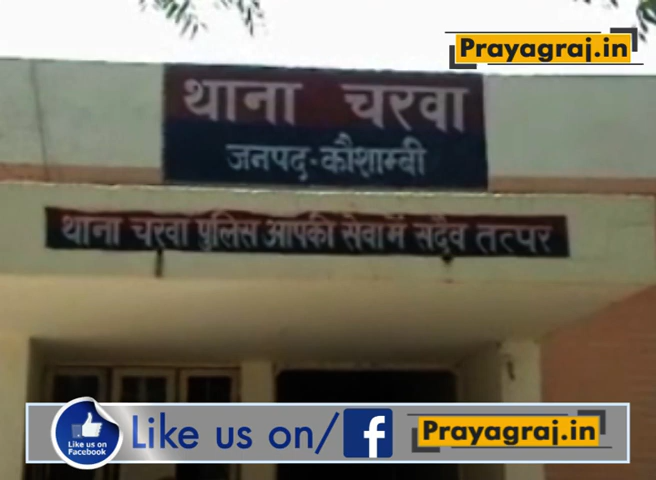 Prayagraj.in
थाना चरवा
जनपद-कौशाम्बी
थाना चरवा पुलिस आपकी सेवा में सदैव तत्पर
Like us on Facebook
Like us on/ f Prayagraj.in